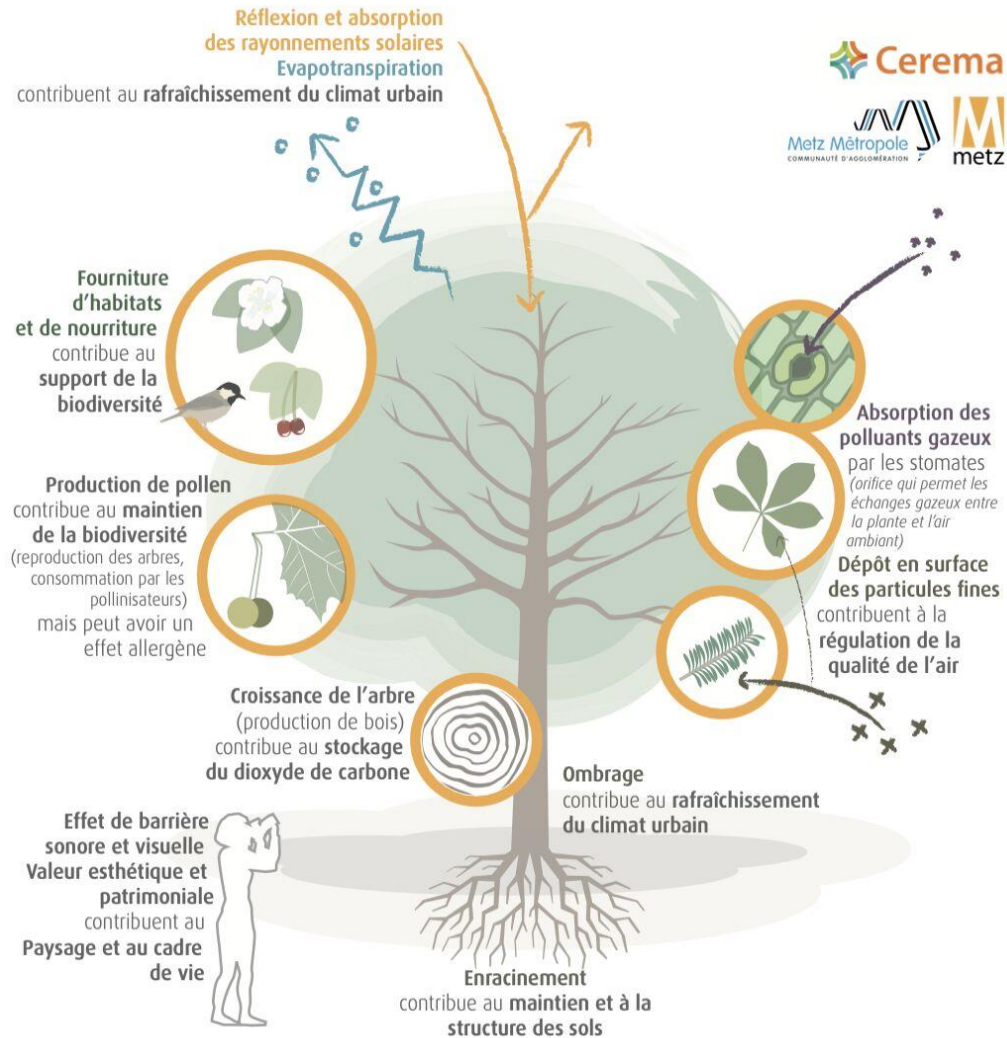 Réflexion et absorption
des rayonnements solaires
Evapotranspiration
contribuent au rafraîchissement du climat urbain
Cerema
Metz Métropole
COMMUNAUTÉ D'AGGLOMÉRATION
metz
Fourniture
d'habitats
et de nourriture
contribue au
support de la
biodiversité
Absorption des
polluants gazeux
par les stomates
(orifice qui permet les
échanges gazeux entre
la plante et l'air
ambiant)
Production de pollen
contribue au maintien
de la biodiversité
(reproduction des arbres,
consommation par les
pollinisateurs)
mais peut avoir un
effet allergène
Dépôt en surface
des particules fines
contribuent à la
régulation de la
qualité de l'air
Croissance de l'arbre
(production de bois)
contribue au stockage
du dioxyde de carbone
Ombrage
contribue au rafraîchissement
du climat urbain
Effet de barrière
sonore et visuelle
Valeur esthétique et
patrimoniale
contribuent au
Paysage et au cadre
de vie
Enracinement
contribue au maintien et à la
structure des sols